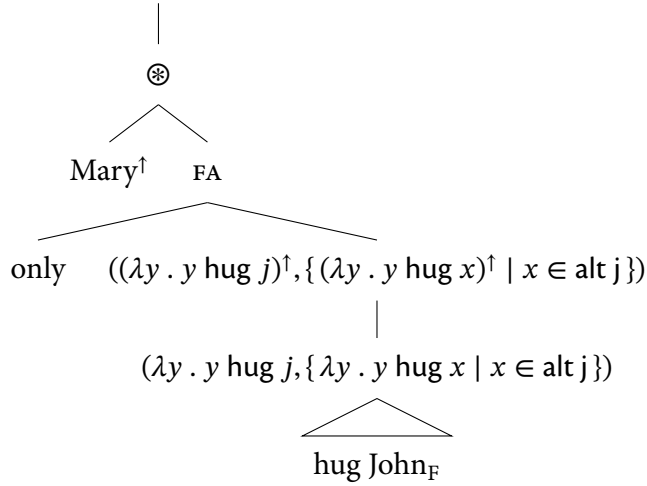 ⊛
Mary↑ FA
only ((λy . y hug j)↑, { (λy . y hug x)↑ | x ∈ alt j })
(λy . y hug j, { λy . y hug x | x ∈ alt j })
hug John_F